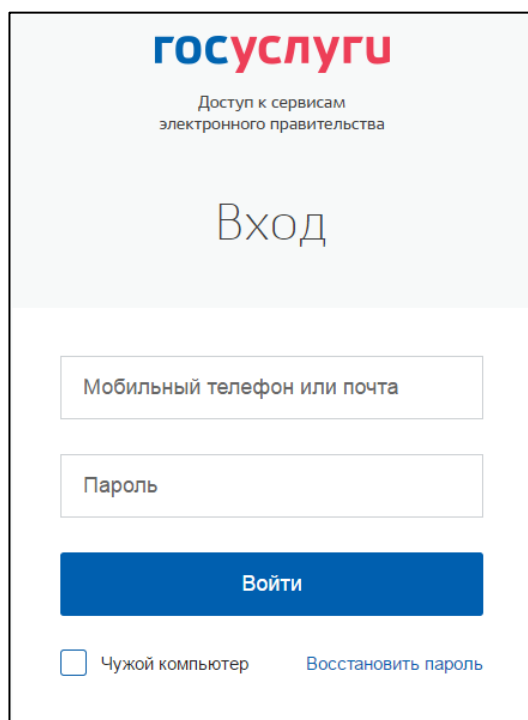 госуслуги
Доступ к сервисам
электронного правительства
Вход
Мобильный телефон или почта
Пароль
Войти
Чужой компьютер Восстановить пароль